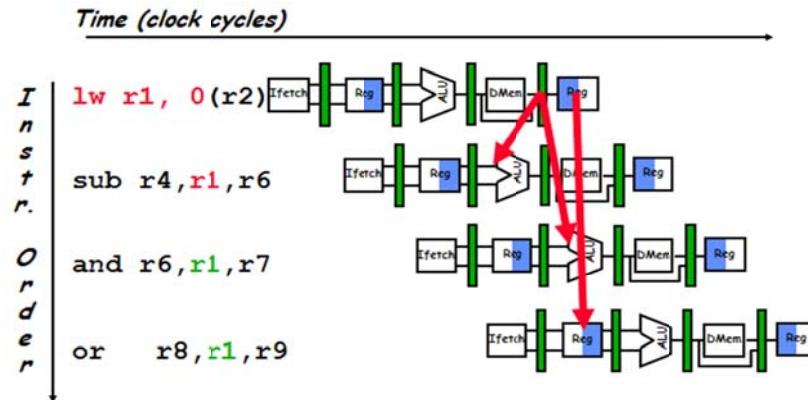 Time (clock cycles)
Instr. Order
lw r1, 0(r2) Ifetch Reg ALU DMem Reg
sub r4,r1,r6 Ifetch Reg ALU DMem Reg
and r6,r1,r7 Ifetch Reg ALU DMem Reg
or r8,r1,r9 Ifetch Reg ALU DMem Reg